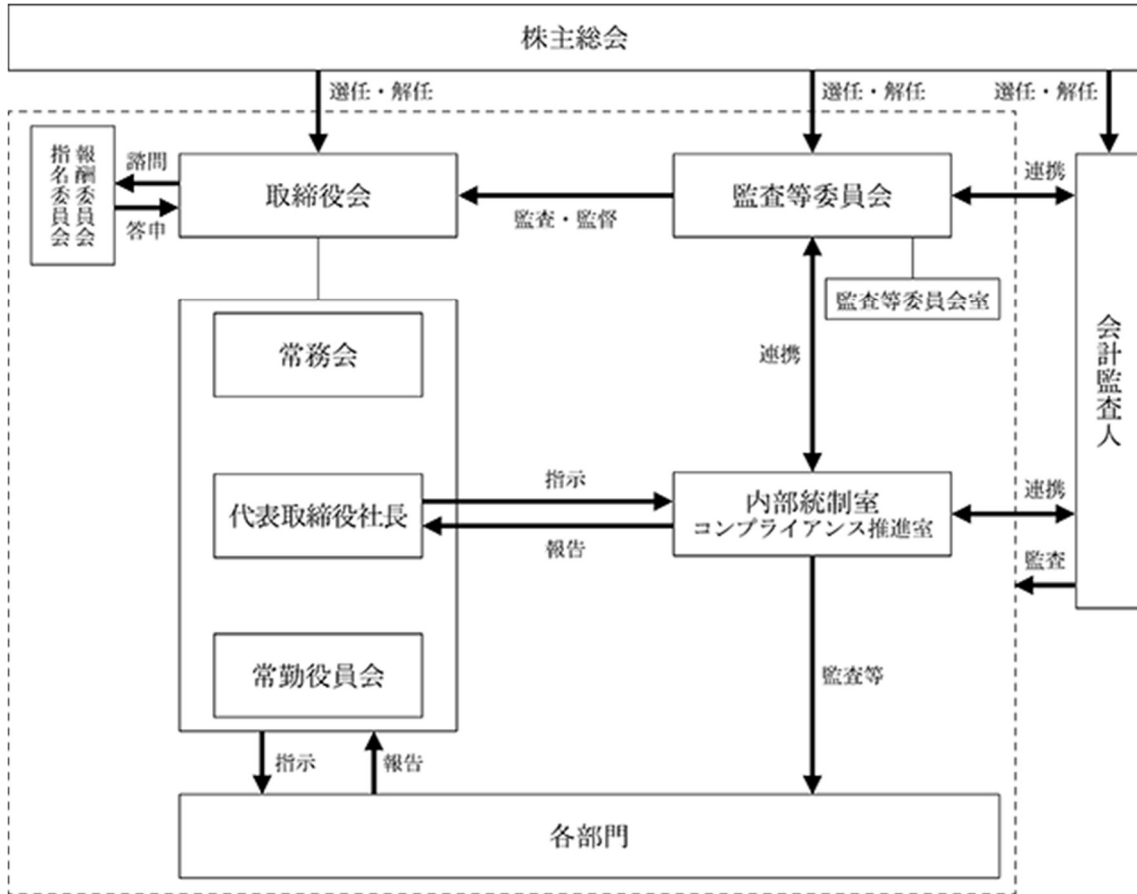 株主総会
選任・解任
選任・解任
選任・解任
報酬委員会
指名委員会
諮問
答申
取締役会
監査・監督
監査等委員会
連携
監査等委員会室
常務会
連携
会計監査人
代表取締役社長
指示
報告
内部統制室
コンプライアンス推進室
連携
監査
常勤役員会
監査等
指示
報告
各部門